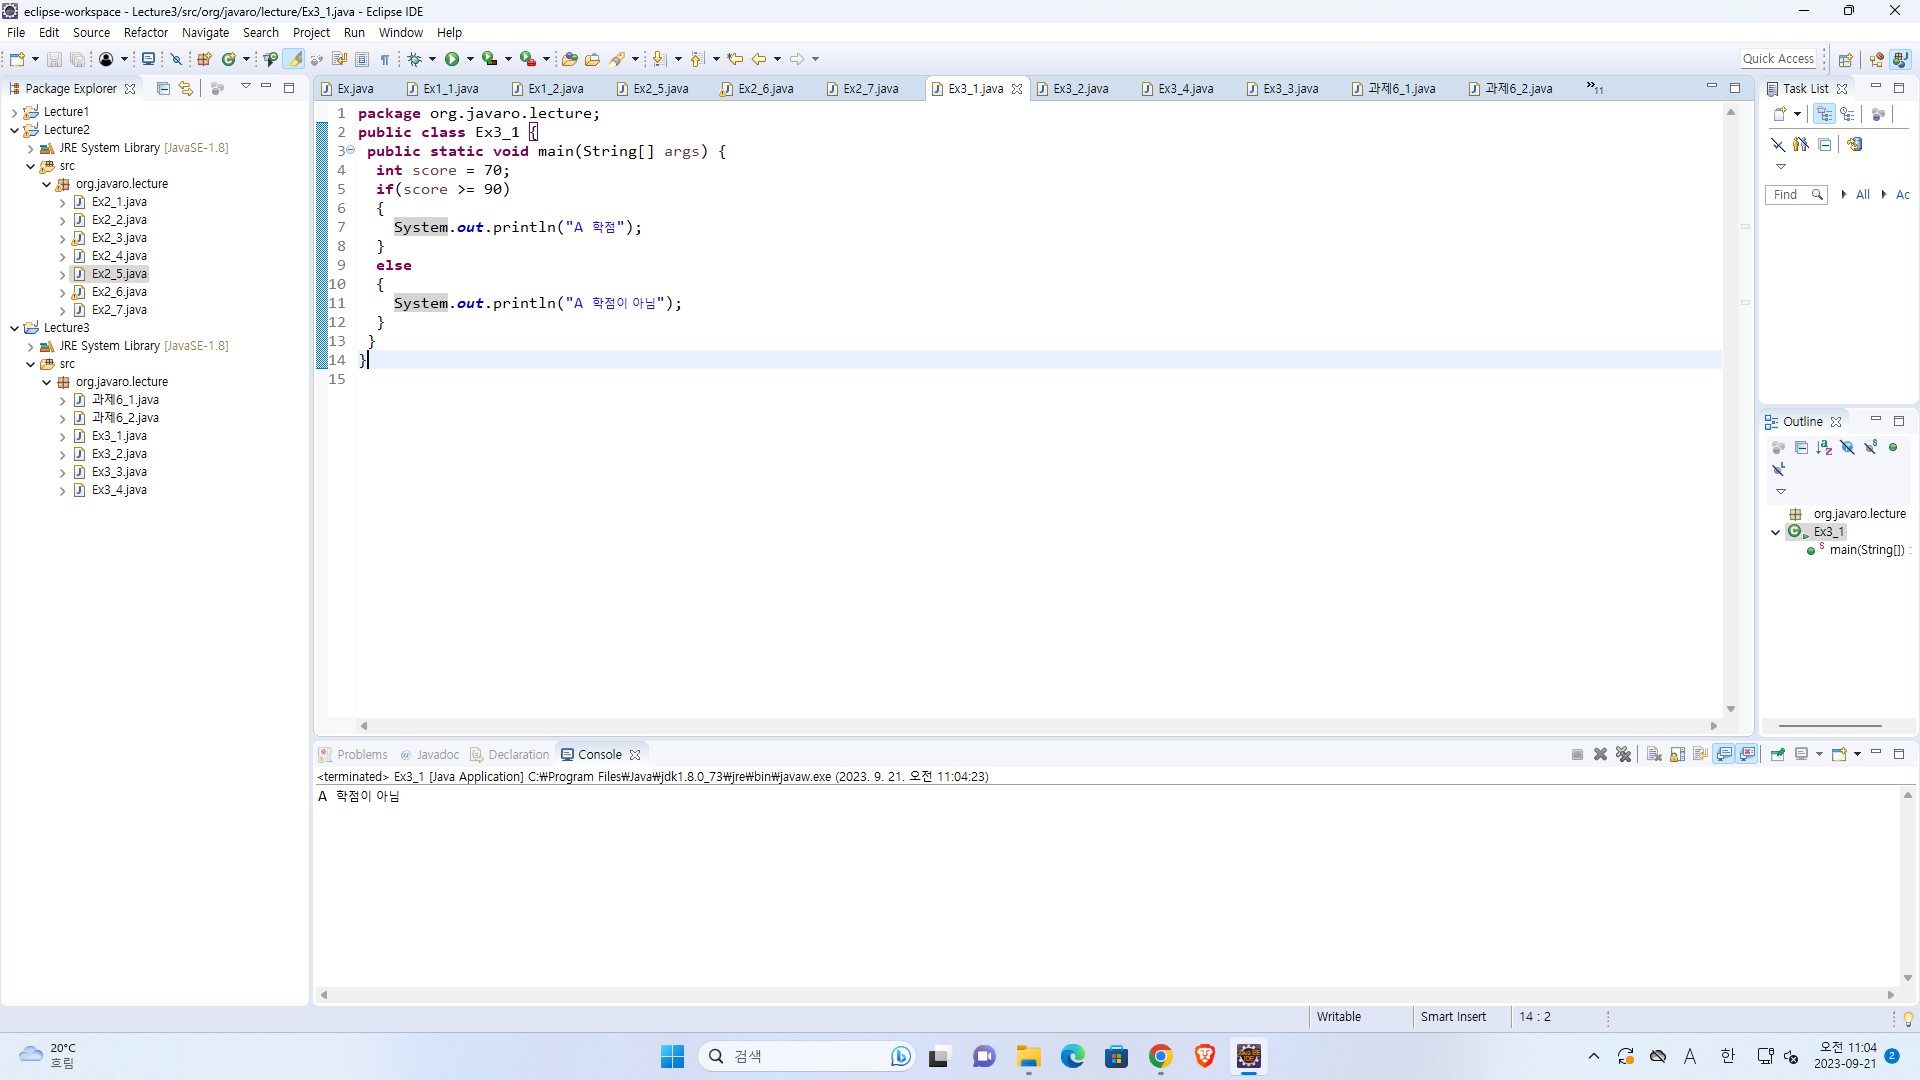 eclipse-workspace - Lecture3/src/org/javaro/lecture/Ex3_1.java - Eclipse IDE
File Edit Source Refactor Navigate Search Project Run Window Help
Quick Access
Package Explorer
Lecture1
Lecture2
JRE System Library [JavaSE-1.8]
src
org.javaro.lecture
Ex2_1.java
Ex2_2.java
Ex2_3.java
Ex2_4.java
Ex2_5.java
Ex2_6.java
Ex2_7.java
Lecture3
JRE System Library [JavaSE-1.8]
src
org.javaro.lecture
과제6_1.java
과제6_2.java
Ex3_1.java
Ex3_2.java
Ex3_3.java
Ex3_4.java
Ex.java Ex1_1.java Ex1_2.java Ex2_5.java Ex2_6.java Ex2_7.java Ex3_1.java Ex3_2.java Ex3_4.java Ex3_3.java 과제6_1.java 과제6_2.java »11
1 package org.javaro.lecture;
2 public class Ex3_1 {
3 public static void main(String[] args) {
4 int score = 70;
5 if(score >= 90)
6 {
7 System.out.println("A 학점");
8 }
9 else
10 {
11 System.out.println("A 학점이 아님");
12 }
13 }
14 }
15
Task List
Find All Ac
Outline
org.javaro.lecture
Ex3_1
main(String[]) :
Problems Javadoc Declaration Console
<terminated> Ex3_1 [Java Application] C:₩Program Files₩Java₩jdk1.8.0_73₩jre₩bin₩javaw.exe (2023. 9. 21. 오전 11:04:23)
A 학점이 아님
Writable Smart Insert 14 : 2
20°C
흐림
검색
A 한
오전 11:04
2023-09-21
2